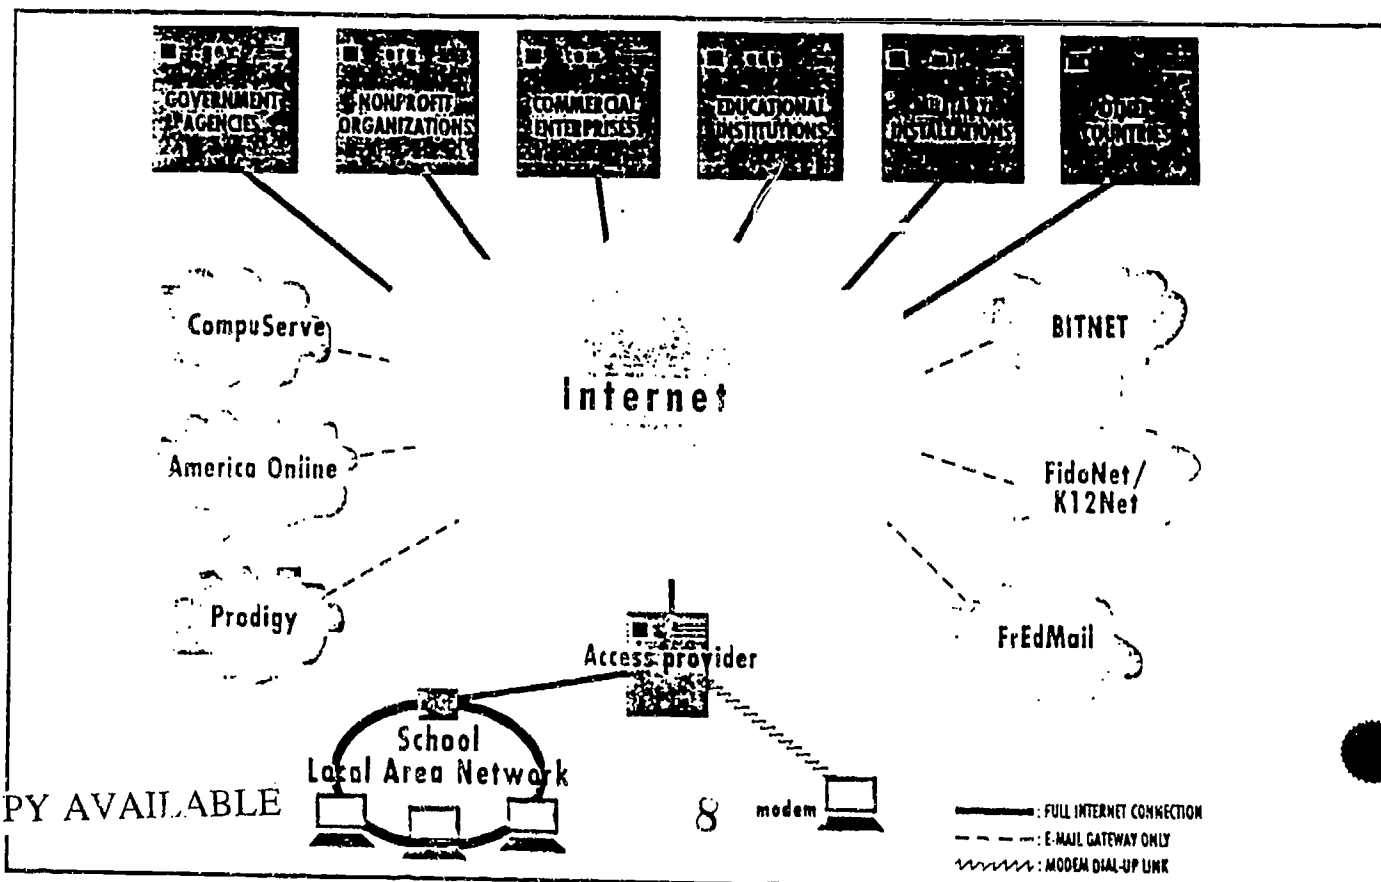 GOVERNMENT
AGENCIES
NONPROFIT
ORGANIZATIONS
COMMERCIAL
ENTERPRISES
EDUCATIONAL
INSTITUTIONS
MILITARY
INSTALLATIONS
OTHER
COUNTRIES
CompuServe
BITNET
Internet
America Online
FidoNet/
K12Net
Prodigy
FrEdMail
Access provider
School
Local Area Network
PY AVAILABLE
8
modem
: FULL INTERNET CONNECTION
: E-MAIL GATEWAY ONLY
: MODEM DIAL-UP LINK